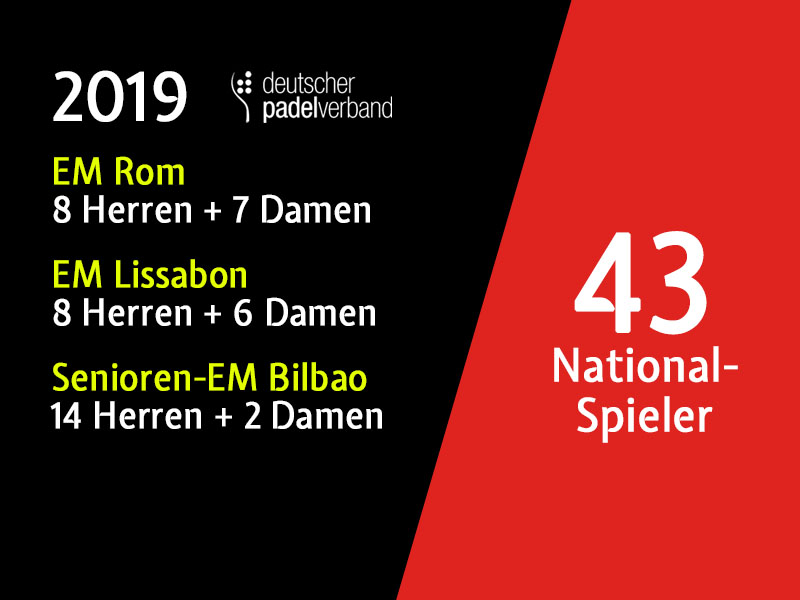 2019
deutscher
padelverband
EM Rom
8 Herren + 7 Damen
EM Lissabon
8 Herren + 6 Damen
Senioren-EM Bilbao
14 Herren + 2 Damen
43
National-
Spieler